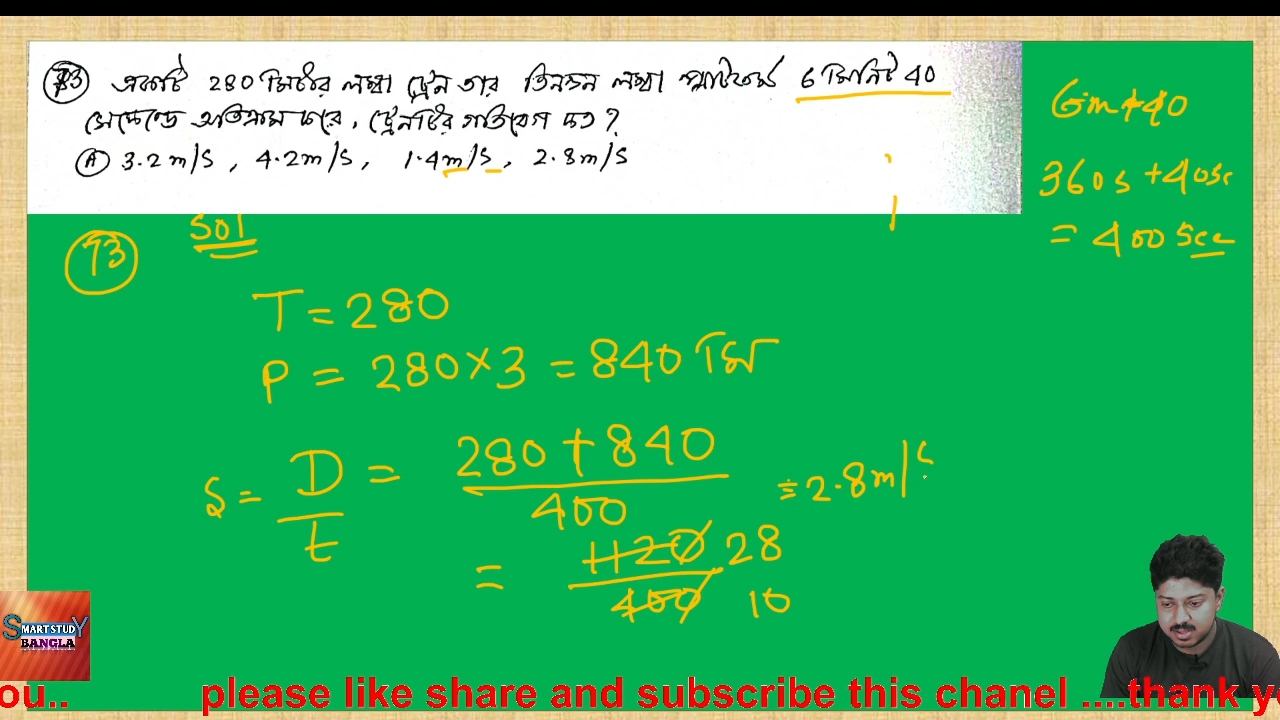 73 একটি 280 মিটার লম্বা ট্রেন তার তিনগুন লম্বা প্লাটফর্ম 6 মিনিট 40
সেকেন্ডে অতিক্রম করে, ট্রেনটির গতিবেগ কত ?
(A) 3.2 m/s , 4.2 m/s , 1.4 m/s , 2.8 m/s
6m+40
360s +40sc
= 400 Sec
73
Sol
T = 280
P = 280×3 = 840 মি
S = D/t = 280+840/400 = 2.8 m/s
= 1120/400 28/10
SMART STUDY
BANGLA
ou.. please like share and subscribe this chanel ....thank yo